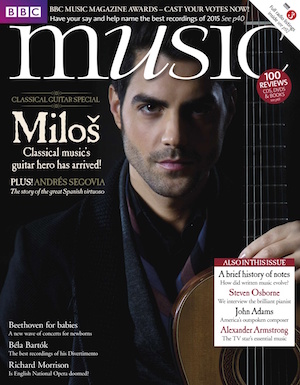 BBC
BBC MUSIC MAGAZINE AWARDS – CAST YOUR VOTES NOW!
Have your say and help name the best recordings of 2015 See p40
music
100
REVIEWS
CDS, DVDS
& BOOKS
CLASSICAL GUITAR SPECIAL
Miloš
Classical music's
guitar hero has arrived!
PLUS! ANDRÉS SEGOVIA
The story of the great Spanish virtuoso
ALSO IN THIS ISSUE
A brief history of notes
How did written music evolve?
Steven Osborne
We interview the brilliant pianist
John Adams
America's outspoken composer
Alexander Armstrong
The TV star's essential music
Beethoven for babies
A new wave of concerts for newborns
Béla Bartók
The best recordings of his Divertimento
Richard Morrison
Is English National Opera doomed?